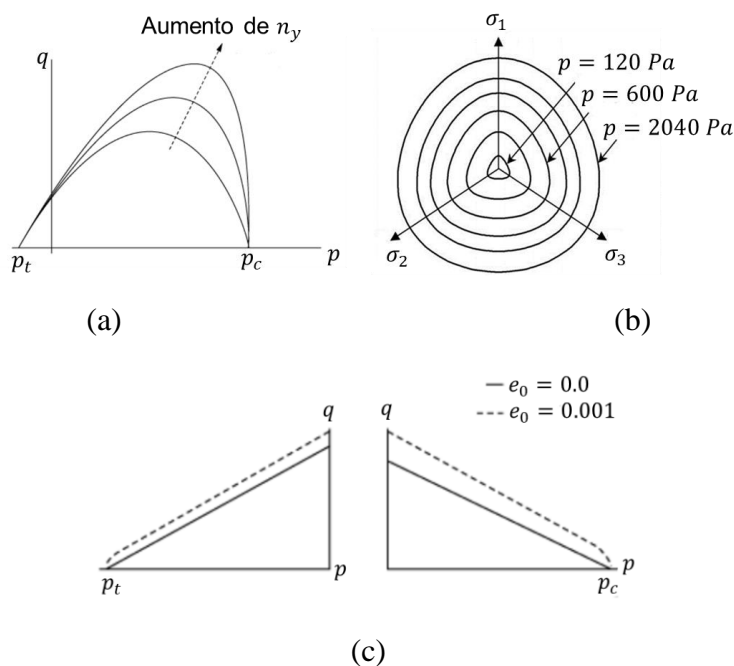 Aumento de n_y
q
p_t
p_c
p
(a)
σ_1
p = 120 Pa
p = 600 Pa
p = 2040 Pa
σ_2
σ_3
(b)
e_0 = 0.0
e_0 = 0.001
q
p_t
p
q
p_c
p
(c)